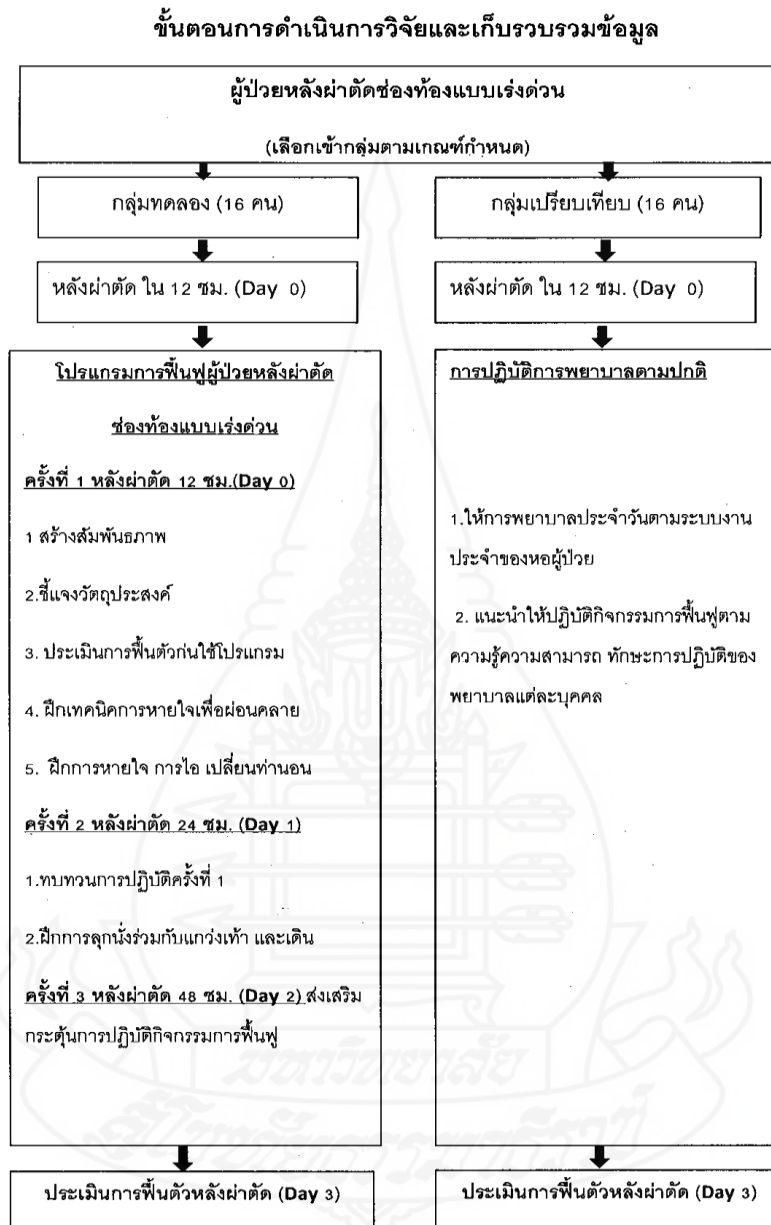 ขั้นตอนการดำเนินการวิจัยและเก็บรวบรวมข้อมูล
ผู้ป่วยหลังผ่าตัดช่องท้องแบบเร่งด่วน
(เลือกเข้ากลุ่มตามเกณฑ์กำหนด)
กลุ่มทดลอง (16 คน)
หลังผ่าตัด ใน 12 ชม. (Day 0)
โปรแกรมการฟื้นฟูผู้ป่วยหลังผ่าตัด
ช่องท้องแบบเร่งด่วน
ครั้งที่ 1 หลังผ่าตัด 12 ชม.(Day 0)
1 สร้างสัมพันธภาพ
2.ชี้แจงวัตถุประสงค์
3. ประเมินการฟื้นตัวก่นใช้โปรแกรม
4. ฝึกเทคนิคการหายใจเพื่อผ่อนคลาย
5. ฝึกการหายใจ การไอ เปลี่ยนท่านอน
ครั้งที่ 2 หลังผ่าตัด 24 ชม. (Day 1)
1.ทบทวนการปฏิบัติครั้งที่ 1
2.ฝึกการลุกนั่งร่วมกับแกว่งเท้า และเดิน
ครั้งที่ 3 หลังผ่าตัด 48 ชม. (Day 2) ส่งเสริม
กระตุ้นการปฏิบัติกิจกรรมการฟื้นฟู
ประเมินการฟื้นตัวหลังผ่าตัด (Day 3)
กลุ่มเปรียบเทียบ (16 คน)
หลังผ่าตัด ใน 12 ชม. (Day 0)
การปฏิบัติการพยาบาลตามปกติ
1.ให้การพยาบาลประจำวันตามระบบงาน
ประจำของหอผู้ป่วย
2. แนะนำให้ปฏิบัติกิจกรรมการฟื้นฟูตาม
ความรู้ความสามารถ ทักษะการปฏิบัติของ
พยาบาลแต่ละบุคคล
ประเมินการฟื้นตัวหลังผ่าตัด (Day 3)
มหาวิทยาลัย
สุโขทัยธรรมาธิราช